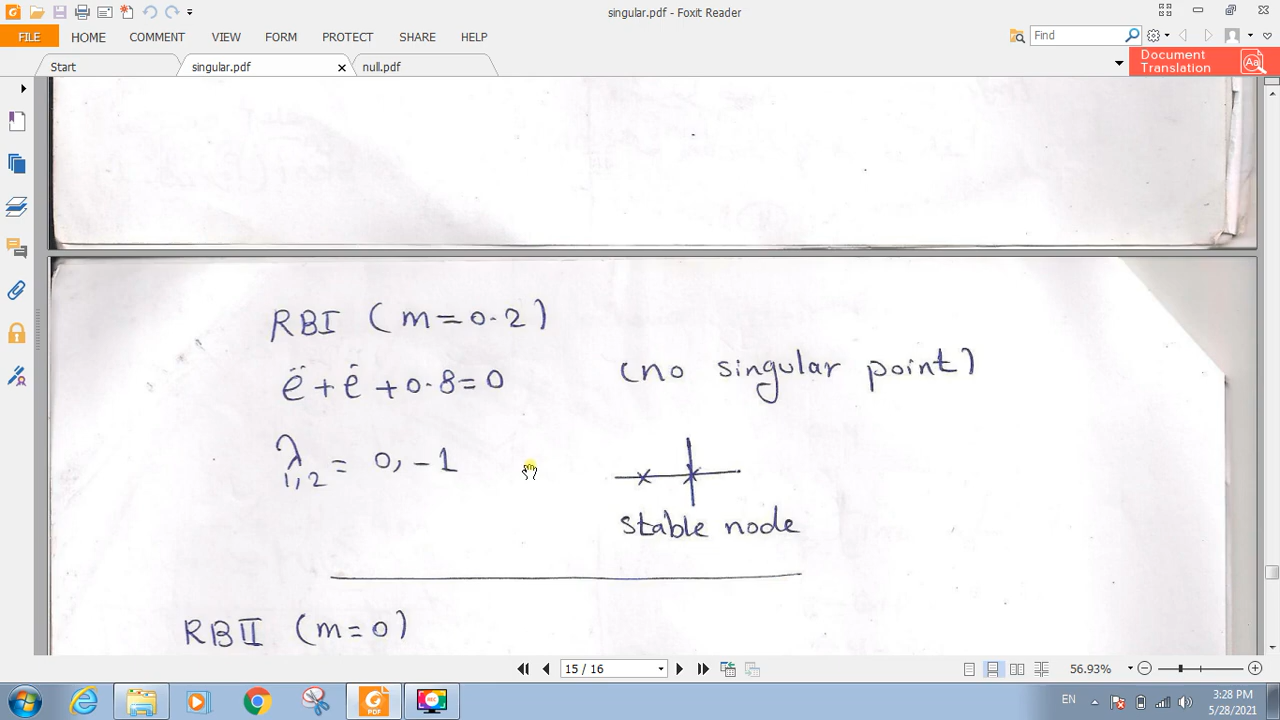 singular.pdf - Foxit Reader
FILE HOME COMMENT VIEW FORM PROTECT SHARE HELP
Find
Start singular.pdf null.pdf
Document
Translation
RBI (m=0.2)
ë + ė + 0.8 = 0 (no singular point)
λ1,2 = 0, -1
stable node
RBII (m=0)
15 / 16
56.93%
EN
3:28 PM
5/28/2021